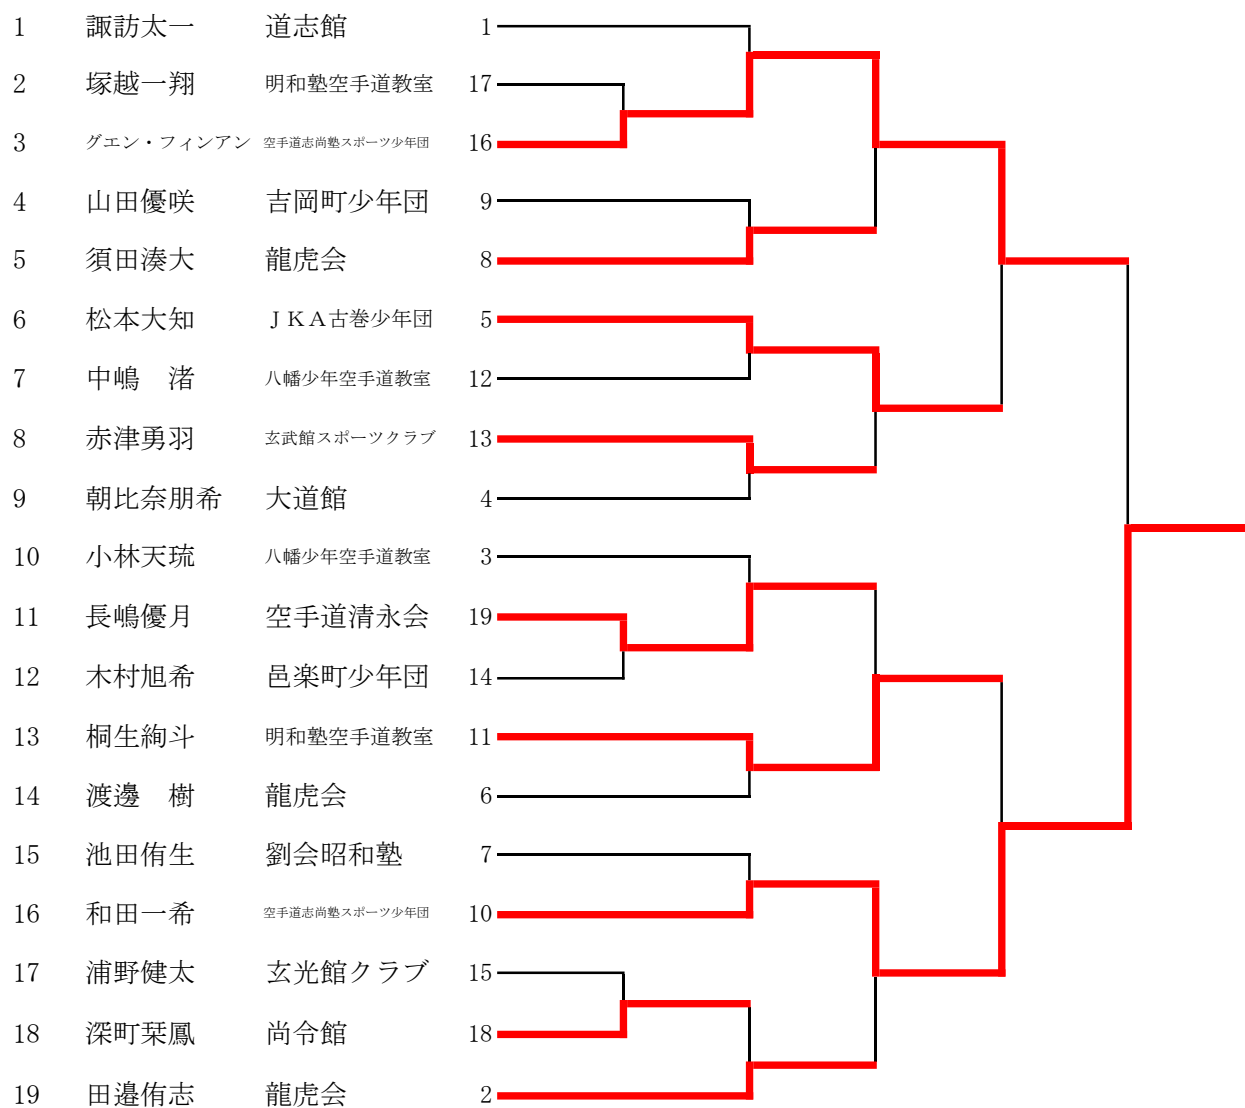 1 諏訪太一 道志館 1
2 塚越一翔 明和塾空手道教室 17
3 グエン・フィンアン 空手道志尚塾スポーツ少年団 16
4 山田優咲 吉岡町少年団 9
5 須田湊大 龍虎会 8
6 松本大知 ＪＫＡ古巻少年団 5
7 中嶋　渚 八幡少年空手道教室 12
8 赤津勇羽 玄武館スポーツクラブ 13
9 朝比奈朋希 大道館 4
10 小林天琉 八幡少年空手道教室 3
11 長嶋優月 空手道清永会 19
12 木村旭希 邑楽町少年団 14
13 桐生絢斗 明和塾空手道教室 11
14 渡邊　樹 龍虎会 6
15 池田侑生 劉会昭和塾 7
16 和田一希 空手道志尚塾スポーツ少年団 10
17 浦野健太 玄光館クラブ 15
18 深町栞鳳 尚令館 18
19 田邉侑志 龍虎会 2